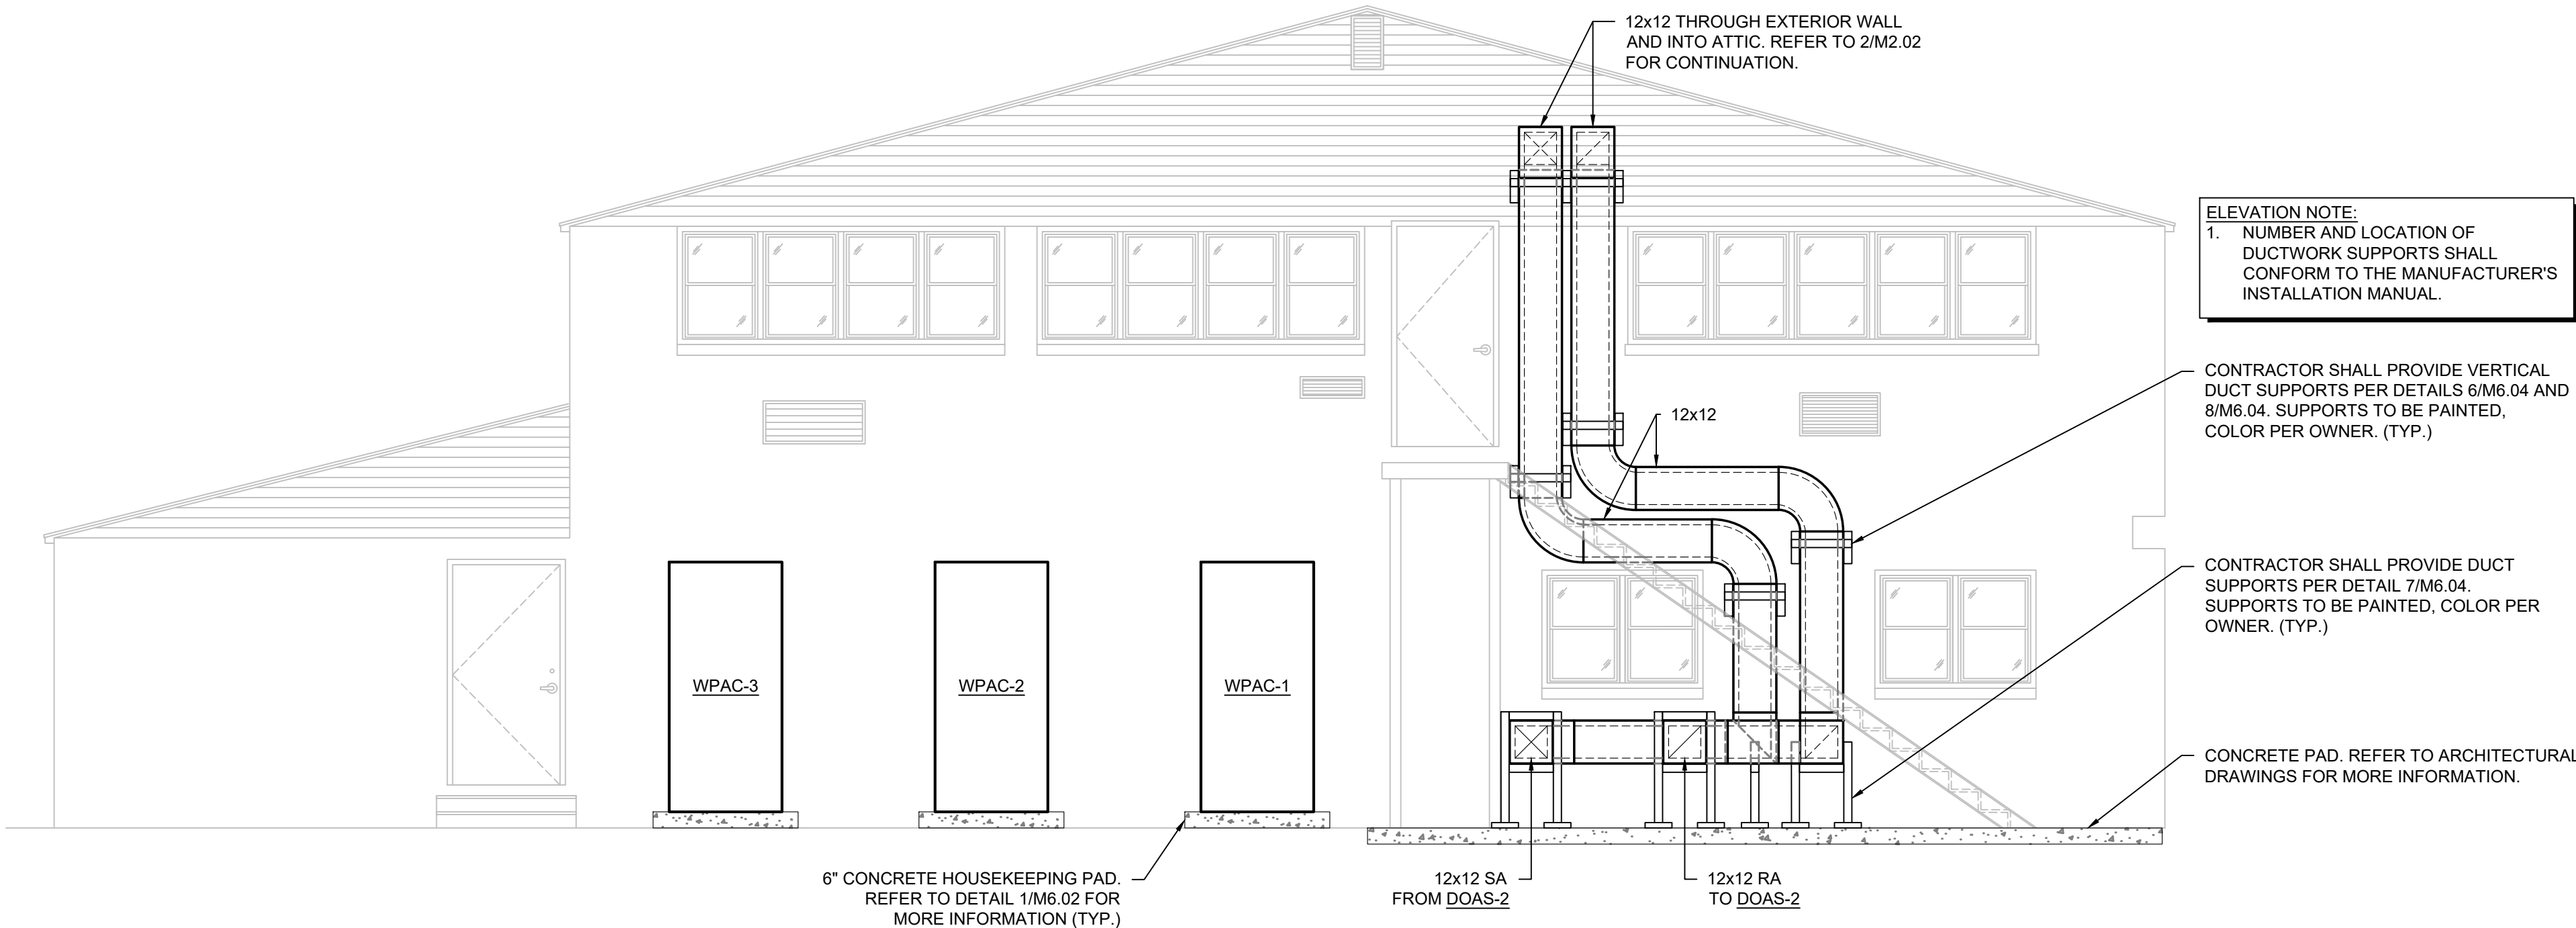 12x12 THROUGH EXTERIOR WALL
AND INTO ATTIC. REFER TO 2/M2.02
FOR CONTINUATION.
ELEVATION NOTE:
1. NUMBER AND LOCATION OF
DUCTWORK SUPPORTS SHALL
CONFORM TO THE MANUFACTURER'S
INSTALLATION MANUAL.
CONTRACTOR SHALL PROVIDE VERTICAL
DUCT SUPPORTS PER DETAILS 6/M6.04 AND
8/M6.04. SUPPORTS TO BE PAINTED,
COLOR PER OWNER. (TYP.)
12x12
CONTRACTOR SHALL PROVIDE DUCT
SUPPORTS PER DETAIL 7/M6.04.
SUPPORTS TO BE PAINTED, COLOR PER
OWNER. (TYP.)
WPAC-3
WPAC-2
WPAC-1
CONCRETE PAD. REFER TO ARCHITECTURAL
DRAWINGS FOR MORE INFORMATION.
6" CONCRETE HOUSEKEEPING PAD.
REFER TO DETAIL 1/M6.02 FOR
MORE INFORMATION (TYP.)
12x12 SA
FROM DOAS-2
12x12 RA
TO DOAS-2